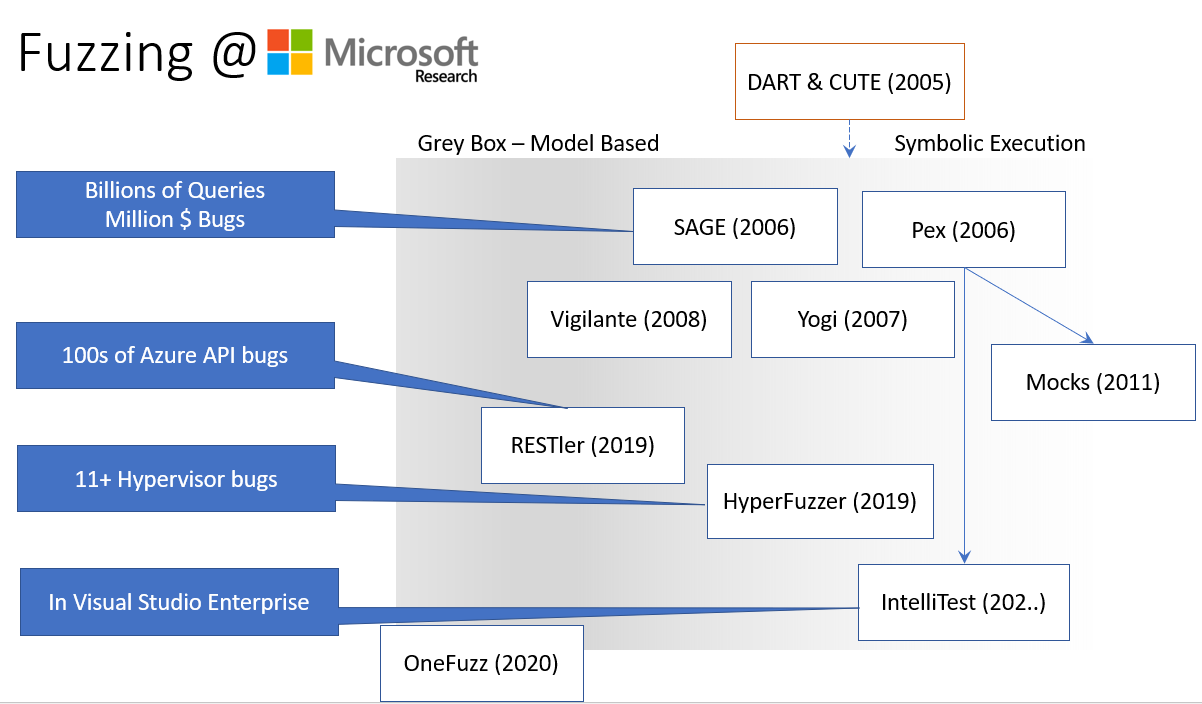 Fuzzing @ Microsoft
Research
DART & CUTE (2005)
Grey Box – Model Based
Symbolic Execution
Billions of Queries
Million $ Bugs
SAGE (2006)
Pex (2006)
Vigilante (2008)
Yogi (2007)
100s of Azure API bugs
Mocks (2011)
RESTler (2019)
11+ Hypervisor bugs
HyperFuzzer (2019)
In Visual Studio Enterprise
IntelliTest (202..)
OneFuzz (2020)